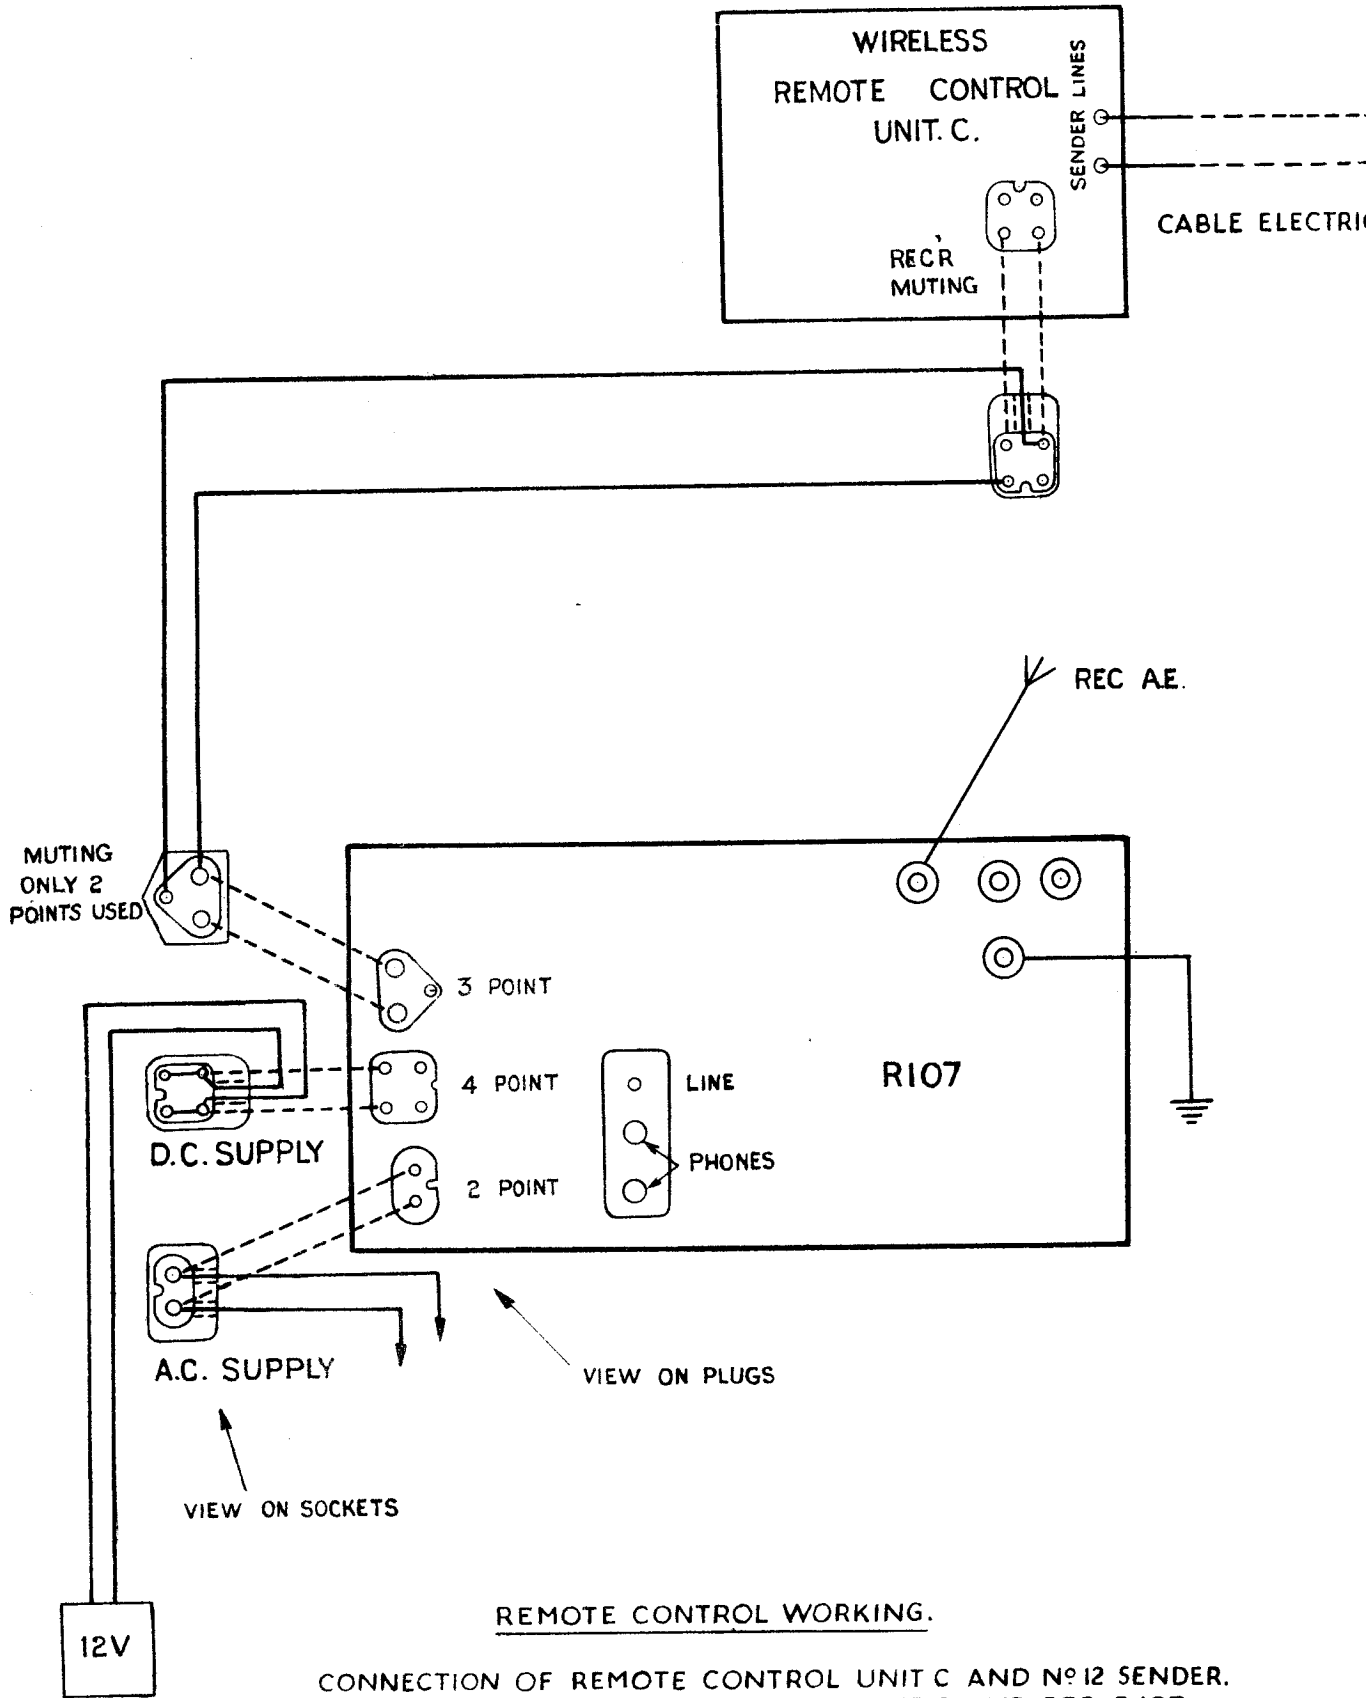 WIRELESS
REMOTE CONTROL
UNIT. C.
SENDER LINES
CABLE ELECTRIC
REC'R
MUTING
REC A.E.
MUTING
ONLY 2
POINTS USED
3 POINT
4 POINT
LINE
R107
D.C. SUPPLY
PHONES
2 POINT
A.C. SUPPLY
VIEW ON PLUGS
VIEW ON SOCKETS
12V
REMOTE CONTROL WORKING.
CONNECTION OF REMOTE CONTROL UNIT C AND Nº 12 SENDER.